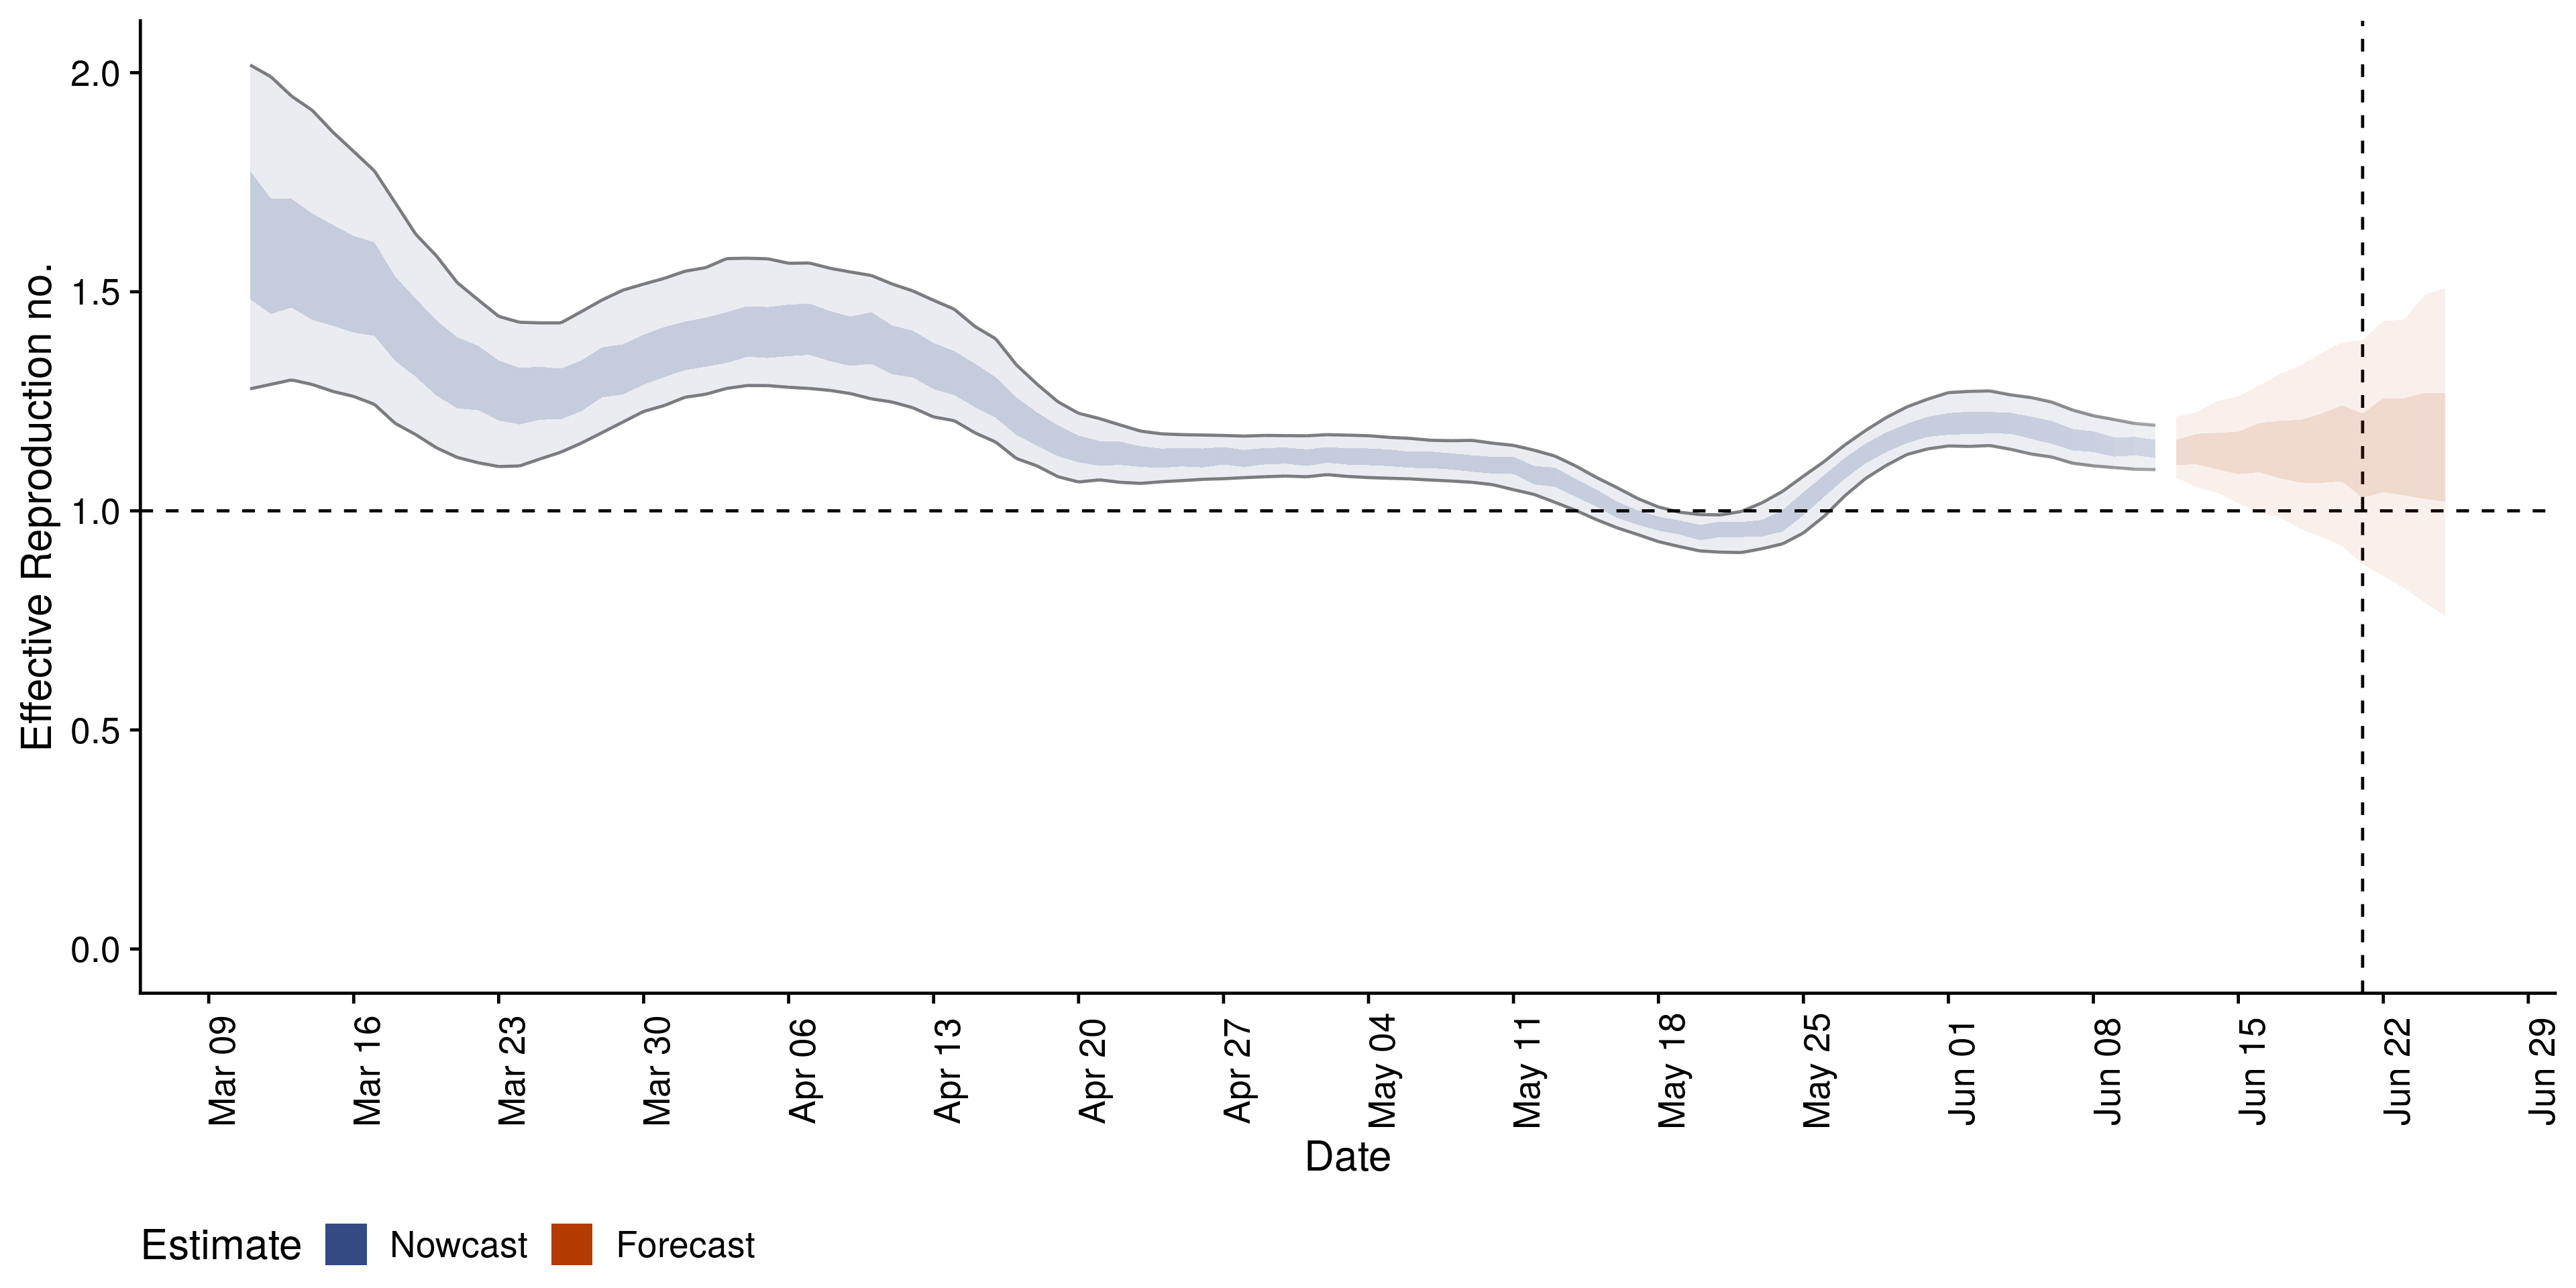 Effective Reproduction no.
2.0
1.5
1.0
0.5
0.0
Mar 09
Mar 16
Mar 23
Mar 30
Apr 06
Apr 13
Apr 20
Apr 27
May 04
May 11
May 18
May 25
Jun 01
Jun 08
Jun 15
Jun 22
Jun 29
Date
Estimate Nowcast Forecast